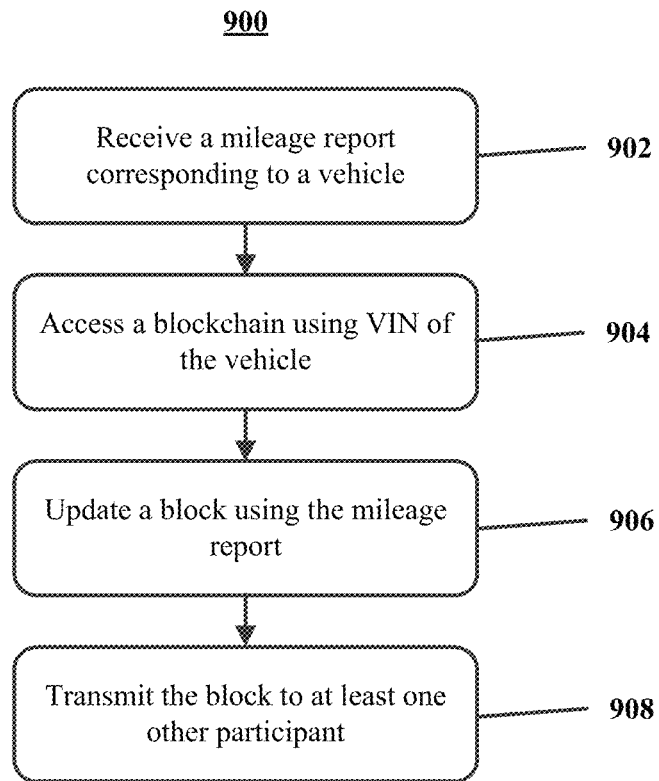 900
Receive a mileage report
corresponding to a vehicle
902
Access a blockchain using VIN of
the vehicle
904
Update a block using the mileage
report
906
Transmit the block to at least one
other participant
908